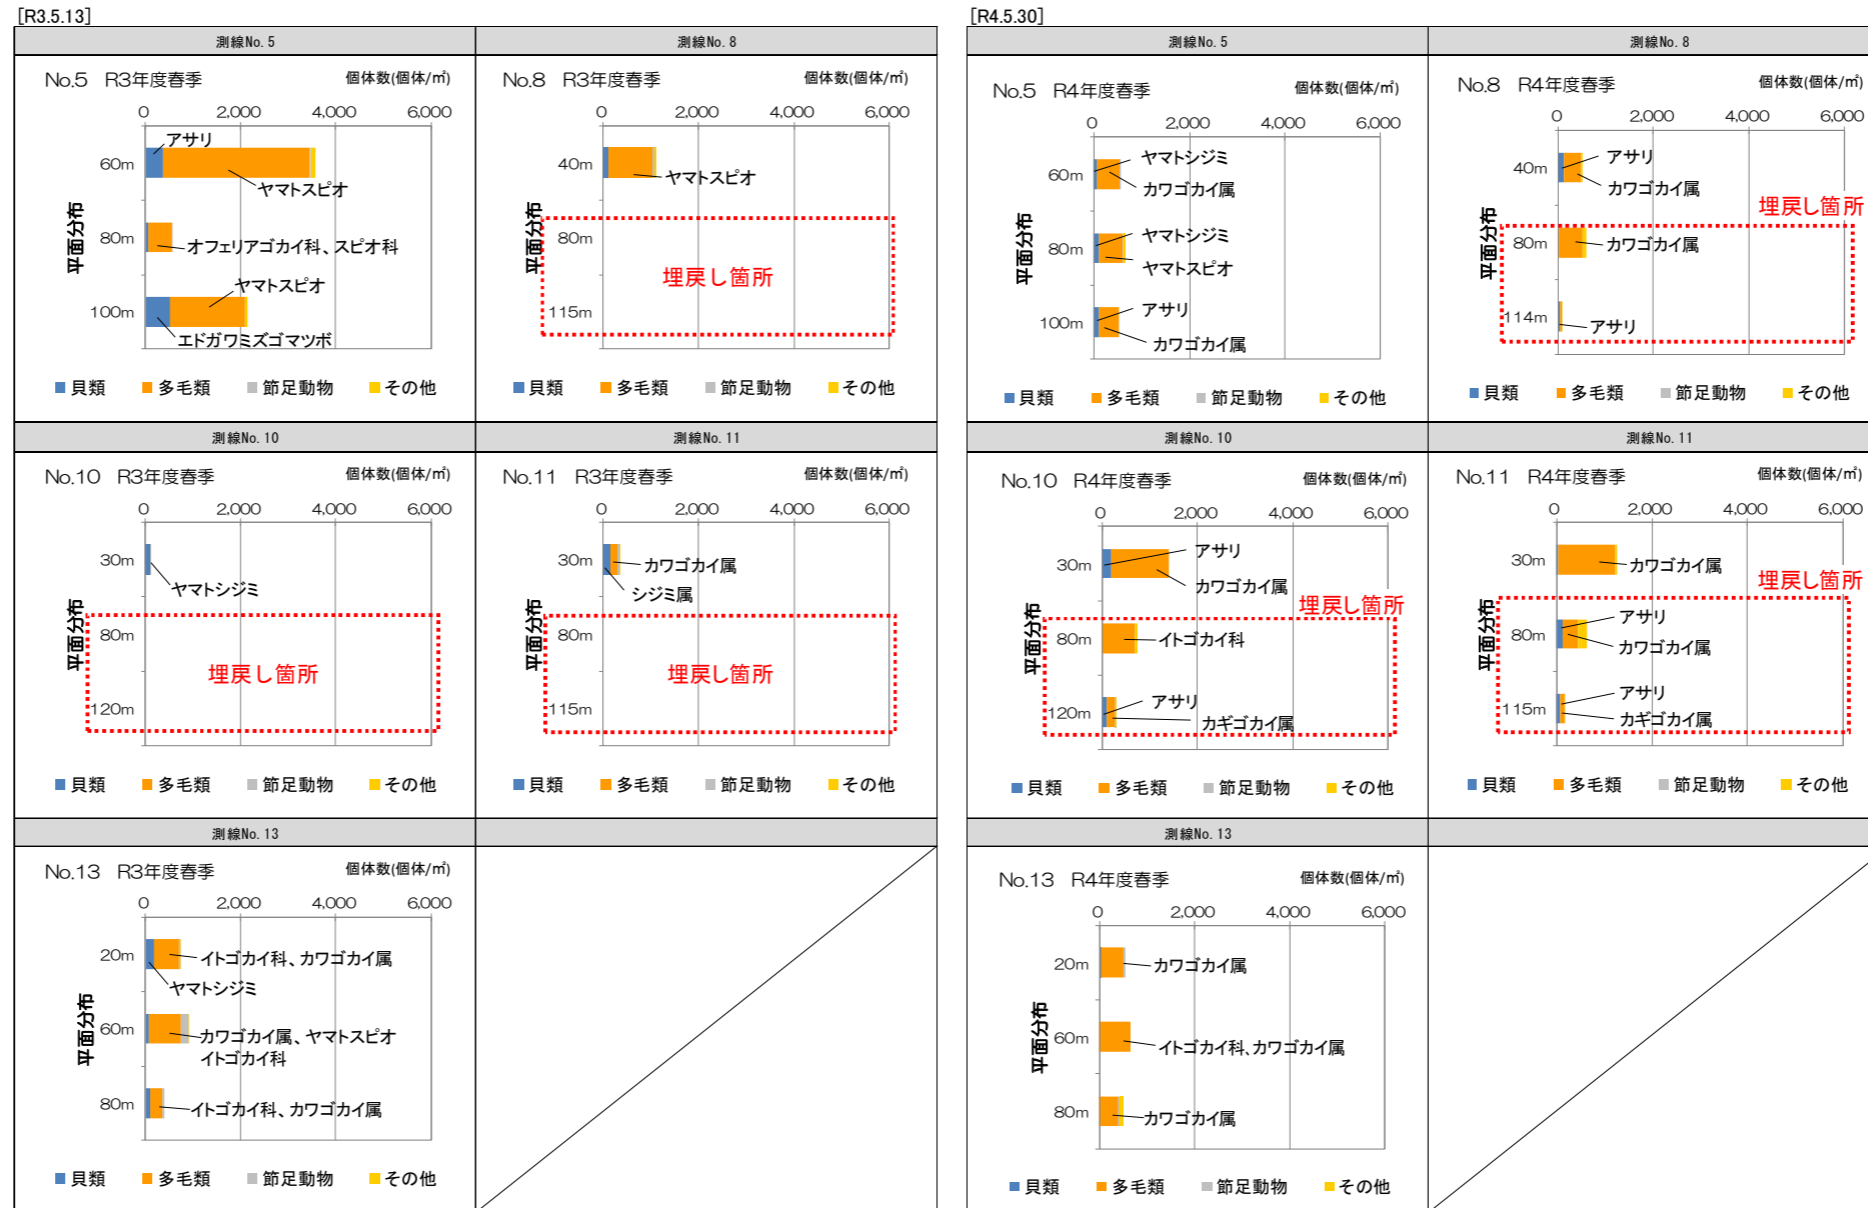 [R3.5.13]
測線No. 5
No.5 R3年度春季
個体数(個体/㎡)
0 2,000 4,000 6,000
平面分布
60m
アサリ
ヤマトスピオ
80m
オフェリアゴカイ科、スピオ科
100m
ヤマトスピオ
エドガワミズゴマツボ
貝類 多毛類 節足動物 その他
測線No. 8
No.8 R3年度春季
個体数(個体/㎡)
0 2,000 4,000 6,000
平面分布
40m
ヤマトスピオ
80m
埋戻し箇所
115m
貝類 多毛類 節足動物 その他
測線No. 10
No.10 R3年度春季
個体数(個体/㎡)
0 2,000 4,000 6,000
平面分布
30m
ヤマトシジミ
80m
埋戻し箇所
120m
貝類 多毛類 節足動物 その他
測線No. 11
No.11 R3年度春季
個体数(個体/㎡)
0 2,000 4,000 6,000
平面分布
30m
カワゴカイ属
シジミ属
80m
埋戻し箇所
115m
貝類 多毛類 節足動物 その他
測線No. 13
No.13 R3年度春季
個体数(個体/㎡)
0 2,000 4,000 6,000
平面分布
20m
イトゴカイ科、カワゴカイ属
ヤマトシジミ
60m
カワゴカイ属、ヤマトスピオ
イトゴカイ科
80m
イトゴカイ科、カワゴカイ属
貝類 多毛類 節足動物 その他
[R4.5.30]
測線No. 5
No.5 R4年度春季
個体数(個体/㎡)
0 2,000 4,000 6,000
平面分布
60m
ヤマトシジミ
カワゴカイ属
80m
ヤマトシジミ
ヤマトスピオ
100m
アサリ
カワゴカイ属
貝類 多毛類 節足動物 その他
測線No. 8
No.8 R4年度春季
個体数(個体/㎡)
0 2,000 4,000 6,000
平面分布
40m
アサリ
カワゴカイ属
埋戻し箇所
80m
カワゴカイ属
114m
アサリ
貝類 多毛類 節足動物 その他
測線No. 10
No.10 R4年度春季
個体数(個体/㎡)
0 2,000 4,000 6,000
平面分布
30m
アサリ
カワゴカイ属
埋戻し箇所
80m
イトゴカイ科
120m
アサリ
カギゴカイ属
貝類 多毛類 節足動物 その他
測線No. 11
No.11 R4年度春季
個体数(個体/㎡)
0 2,000 4,000 6,000
平面分布
30m
カワゴカイ属
埋戻し箇所
80m
アサリ
カワゴカイ属
115m
アサリ
カギゴカイ属
貝類 多毛類 節足動物 その他
測線No. 13
No.13 R4年度春季
個体数(個体/㎡)
0 2,000 4,000 6,000
平面分布
20m
カワゴカイ属
60m
イトゴカイ科、カワゴカイ属
80m
カワゴカイ属
貝類 多毛類 節足動物 その他